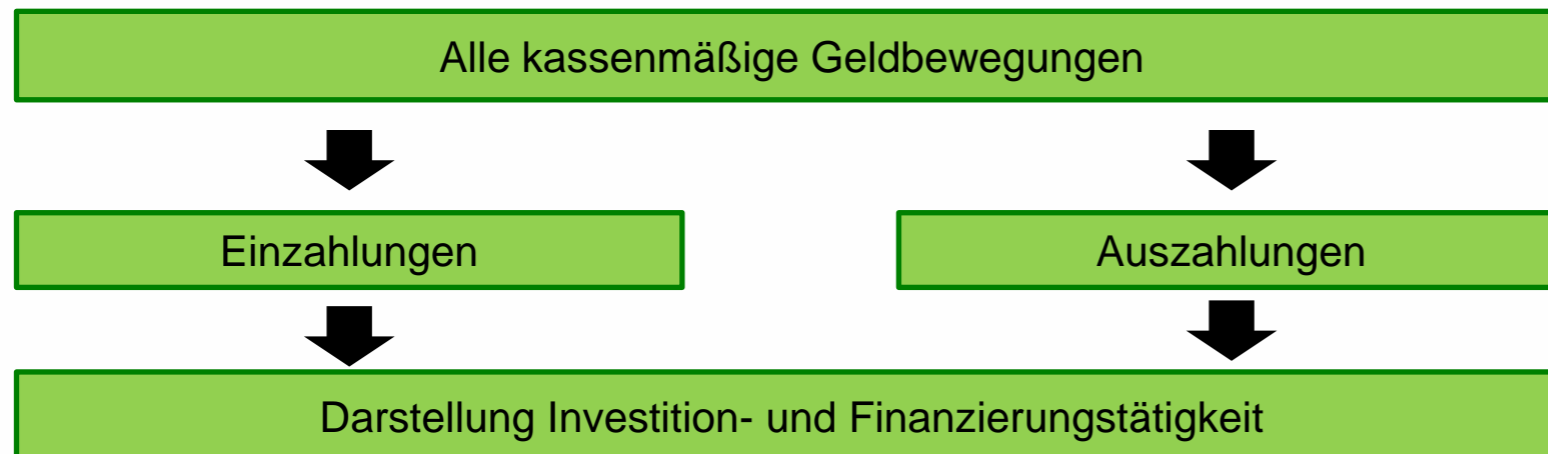 Alle kassenmäßige Geldbewegungen
Einzahlungen
Auszahlungen
Darstellung Investition- und Finanzierungstätigkeit